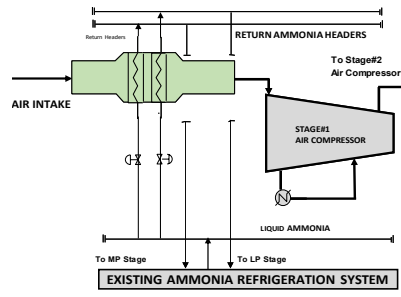 Return Headers
RETURN AMMONIA HEADERS
To Stage#2
Air Compressor
AIR INTAKE
STAGE#1
AIR COMPRESSOR
N
LIQUID AMMONIA
To MP Stage
To LP Stage
EXISTING AMMONIA REFRIGERATION SYSTEM